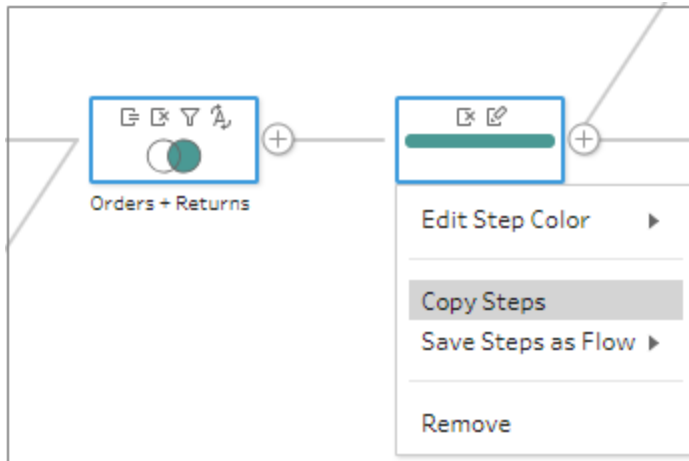 Orders + Returns
Edit Step Color
Copy Steps
Save Steps as Flow
Remove